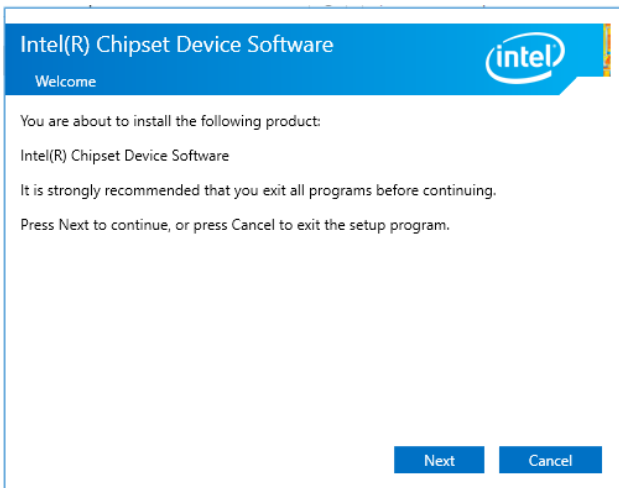 Intel(R) Chipset Device Software
intel
Welcome
You are about to install the following product:
Intel(R) Chipset Device Software
It is strongly recommended that you exit all programs before continuing.
Press Next to continue, or press Cancel to exit the setup program.
Next Cancel